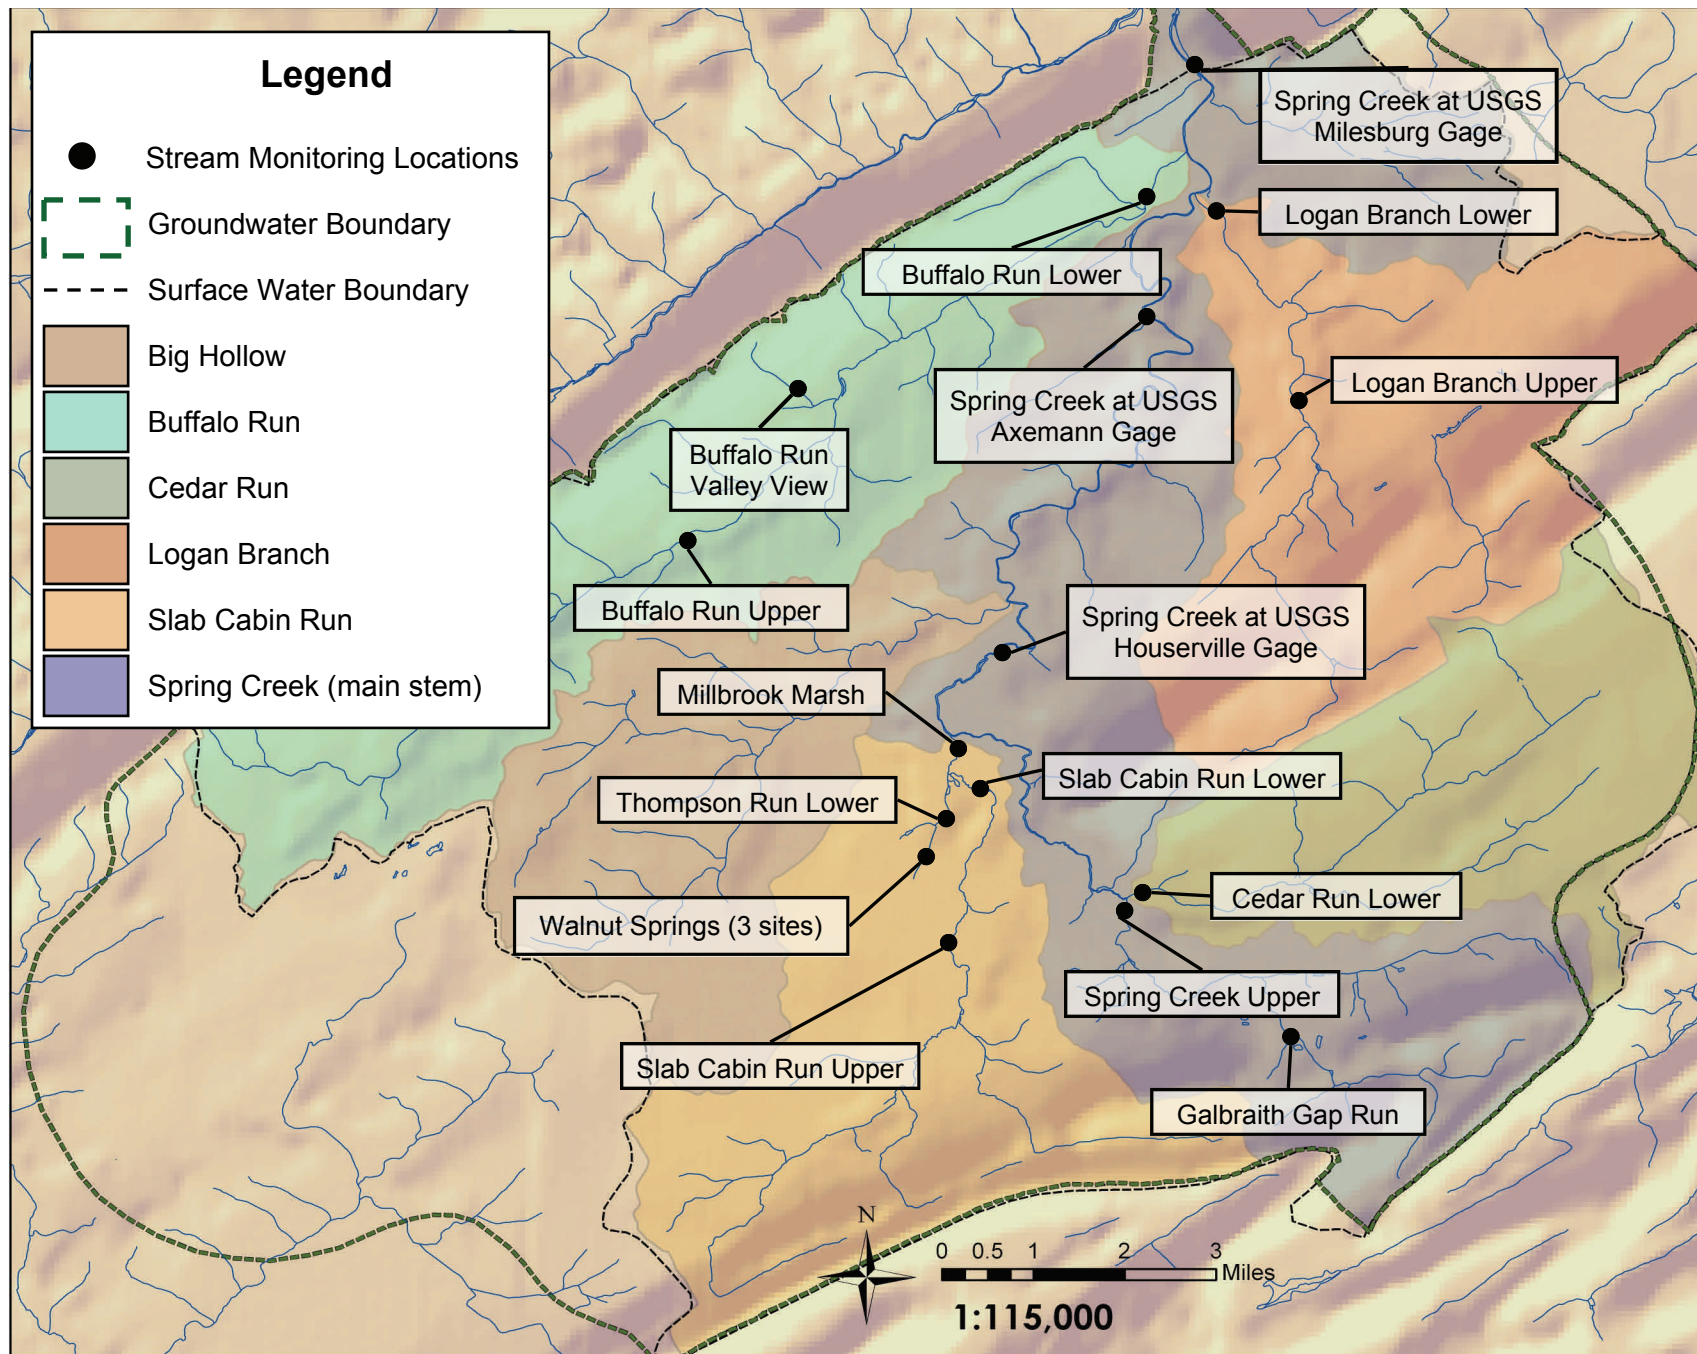 Legend
Stream Monitoring Locations
Groundwater Boundary
Surface Water Boundary
Big Hollow
Buffalo Run
Cedar Run
Logan Branch
Slab Cabin Run
Spring Creek (main stem)
Spring Creek at USGS
Milesburg Gage
Logan Branch Lower
Buffalo Run Lower
Spring Creek at USGS
Axemann Gage
Logan Branch Upper
Buffalo Run
Valley View
Buffalo Run Upper
Spring Creek at USGS
Houserville Gage
Millbrook Marsh
Slab Cabin Run Lower
Thompson Run Lower
Cedar Run Lower
Walnut Springs (3 sites)
Spring Creek Upper
Slab Cabin Run Upper
Galbraith Gap Run
N
0 0.5 1 2 3
Miles
1:115,000